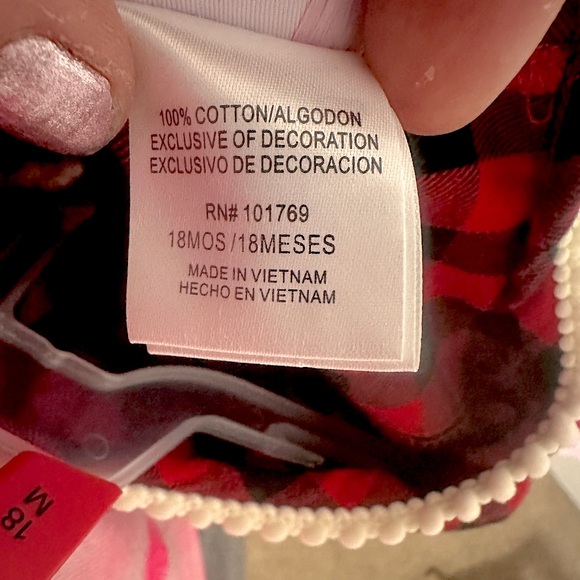 100% COTTON/ALGODON
EXCLUSIVE OF DECORATION
EXCLUSIVO DE DECORACION
RN# 101769
18MOS /18MESES
MADE IN VIETNAM
HECHO EN VIETNAM
18
M